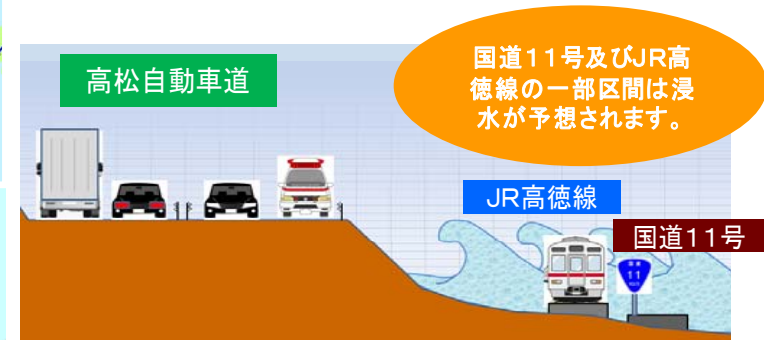 国道11号及びJR高
徳線の一部区間は浸
水が予想されます。
高松自動車道
JR高徳線
国道11号
11